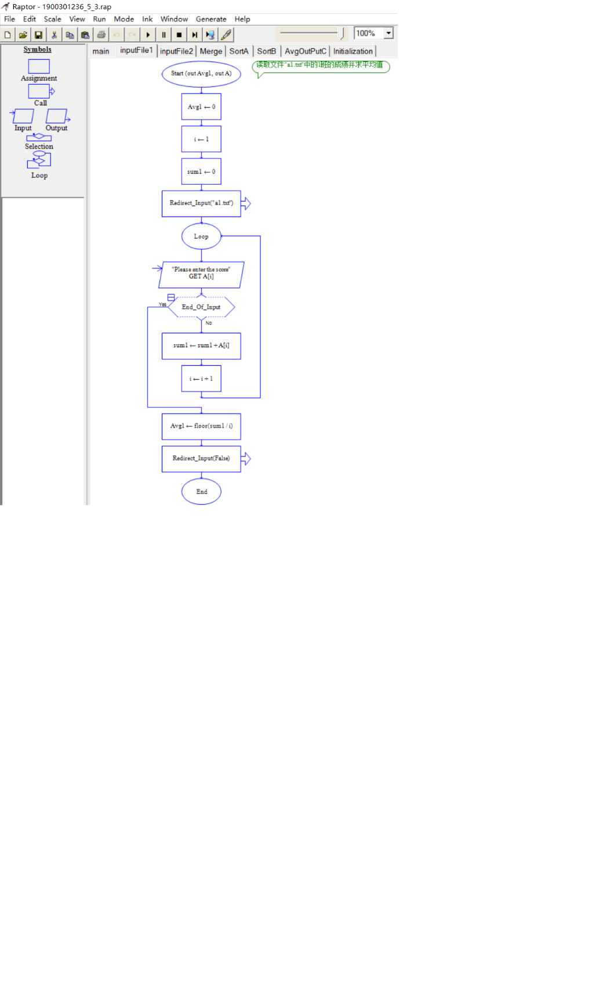 Raptor - 1900301236_5_3.rap
File Edit Scale View Run Mode Ink Window Generate Help
100%
Symbols
Assignment
Call
Input Output
Selection
Loop
main inputFile1 inputFile2 Merge SortA SortB AvgOutPutC Initialization
读取文件"a1.txt"中的1班的成绩并求平均值
Start (out Avg1, out A)
Avg1 ← 0
i ← 1
sum1 ← 0
Redirect_Input("a1.txt")
Loop
"Please enter the score"
GET A[i]
Yes
End_Of_Input
No
sum1 ← sum1 + A[i]
i ← i + 1
Avg1 ← floor(sum1 / i)
Redirect_Input(False)
End